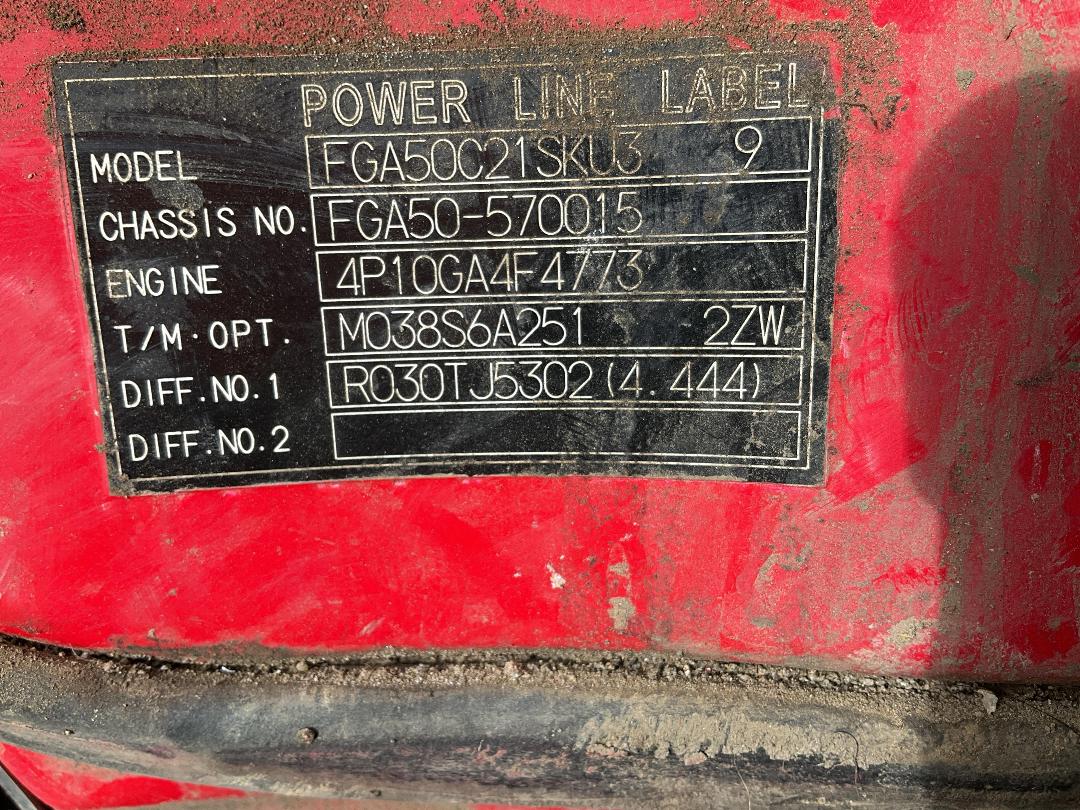 POWER LINE LABEL
MODEL FGA50C21SKU3 9
CHASSIS NO. FGA50-570015
ENGINE 4P10GA4F4773
T/M·OPT. M038S6A251 2ZW
DIFF.NO.1 R030TJ5302(4.444)
DIFF.NO.2